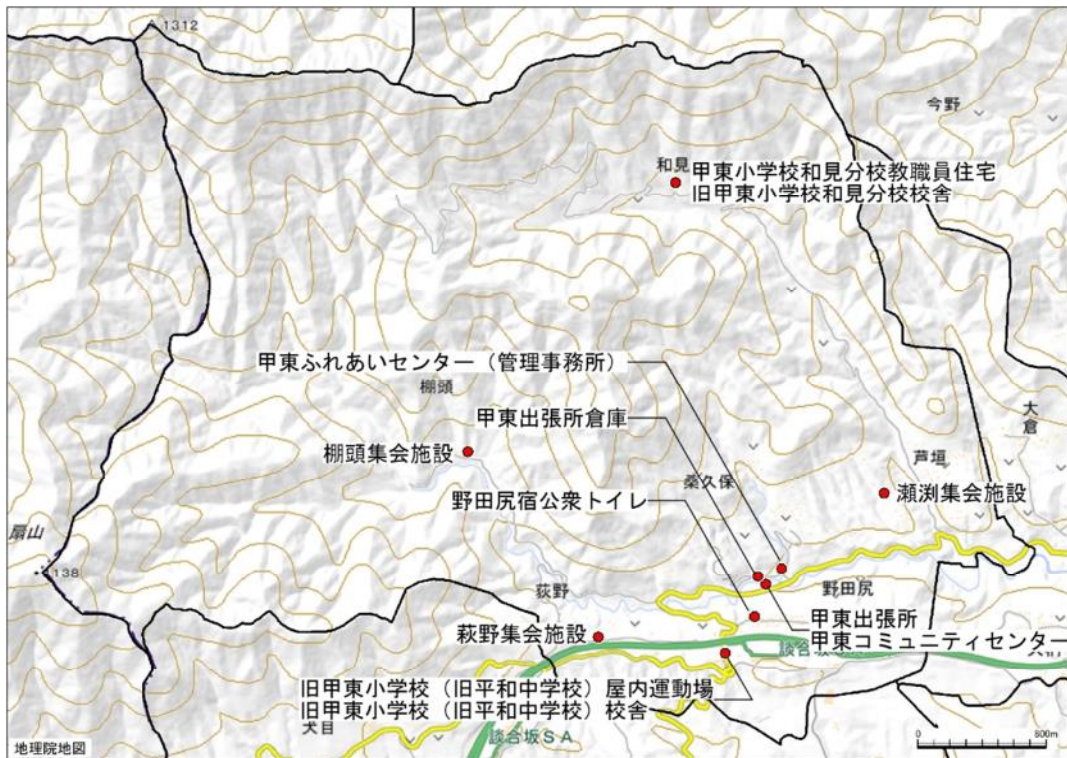 1312
今野
和見
甲東小学校和見分校教職員住宅
旧甲東小学校和見分校校舎
甲東ふれあいセンター（管理事務所）
棚頭
甲東出張所倉庫
大倉
芦垣
棚頭集会施設
桑久保
瀬渕集会施設
野田尻宿公衆トイレ
扇山
138
荻野
野田尻
甲東出張所
萩野集会施設
甲東コミュニティセンター
談合坂
旧甲東小学校（旧平和中学校）屋内運動場
旧甲東小学校（旧平和中学校）校舎
犬目
談合坂ＳＡ
地理院地図
0
800m